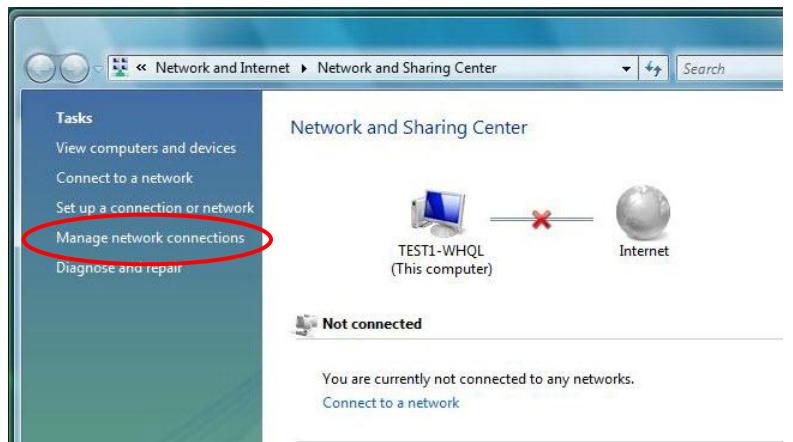 « Network and Internet ▸ Network and Sharing Center
Search
Tasks
View computers and devices
Connect to a network
Set up a connection or network
Manage network connections
Diagnose and repair
Network and Sharing Center
TEST1-WHQL
(This computer)
Internet
Not connected
You are currently not connected to any networks.
Connect to a network